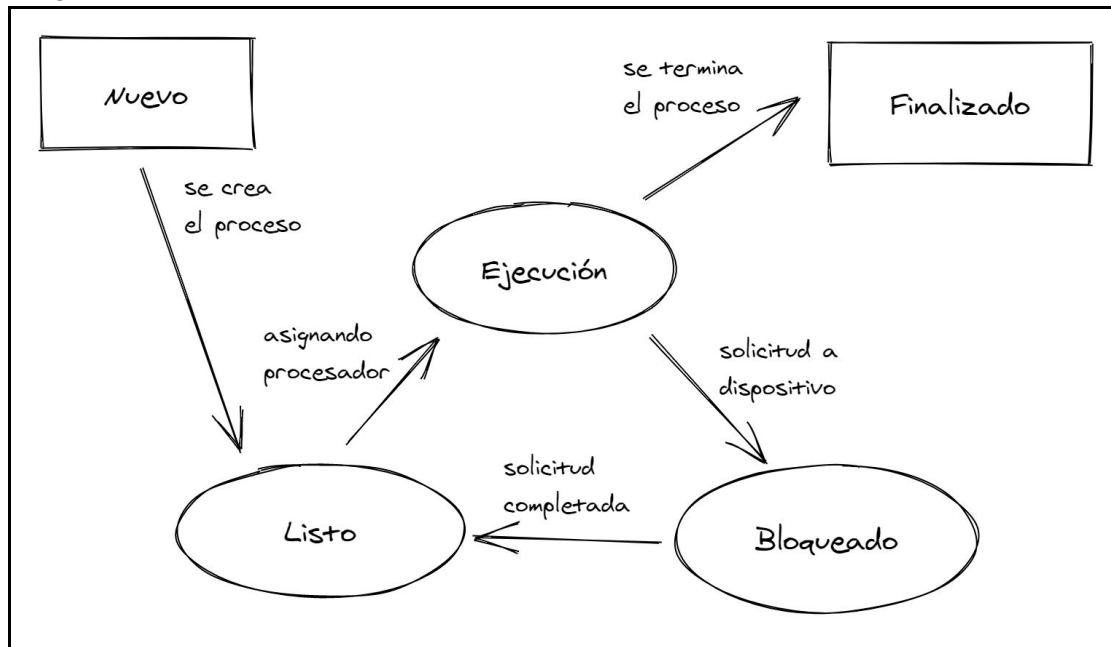 Nuevo
se termina
el proceso
Finalizado
se crea
el proceso
Ejecución
asignando
procesador
solicitud a
dispositivo
solicitud
completada
Listo
Bloqueado